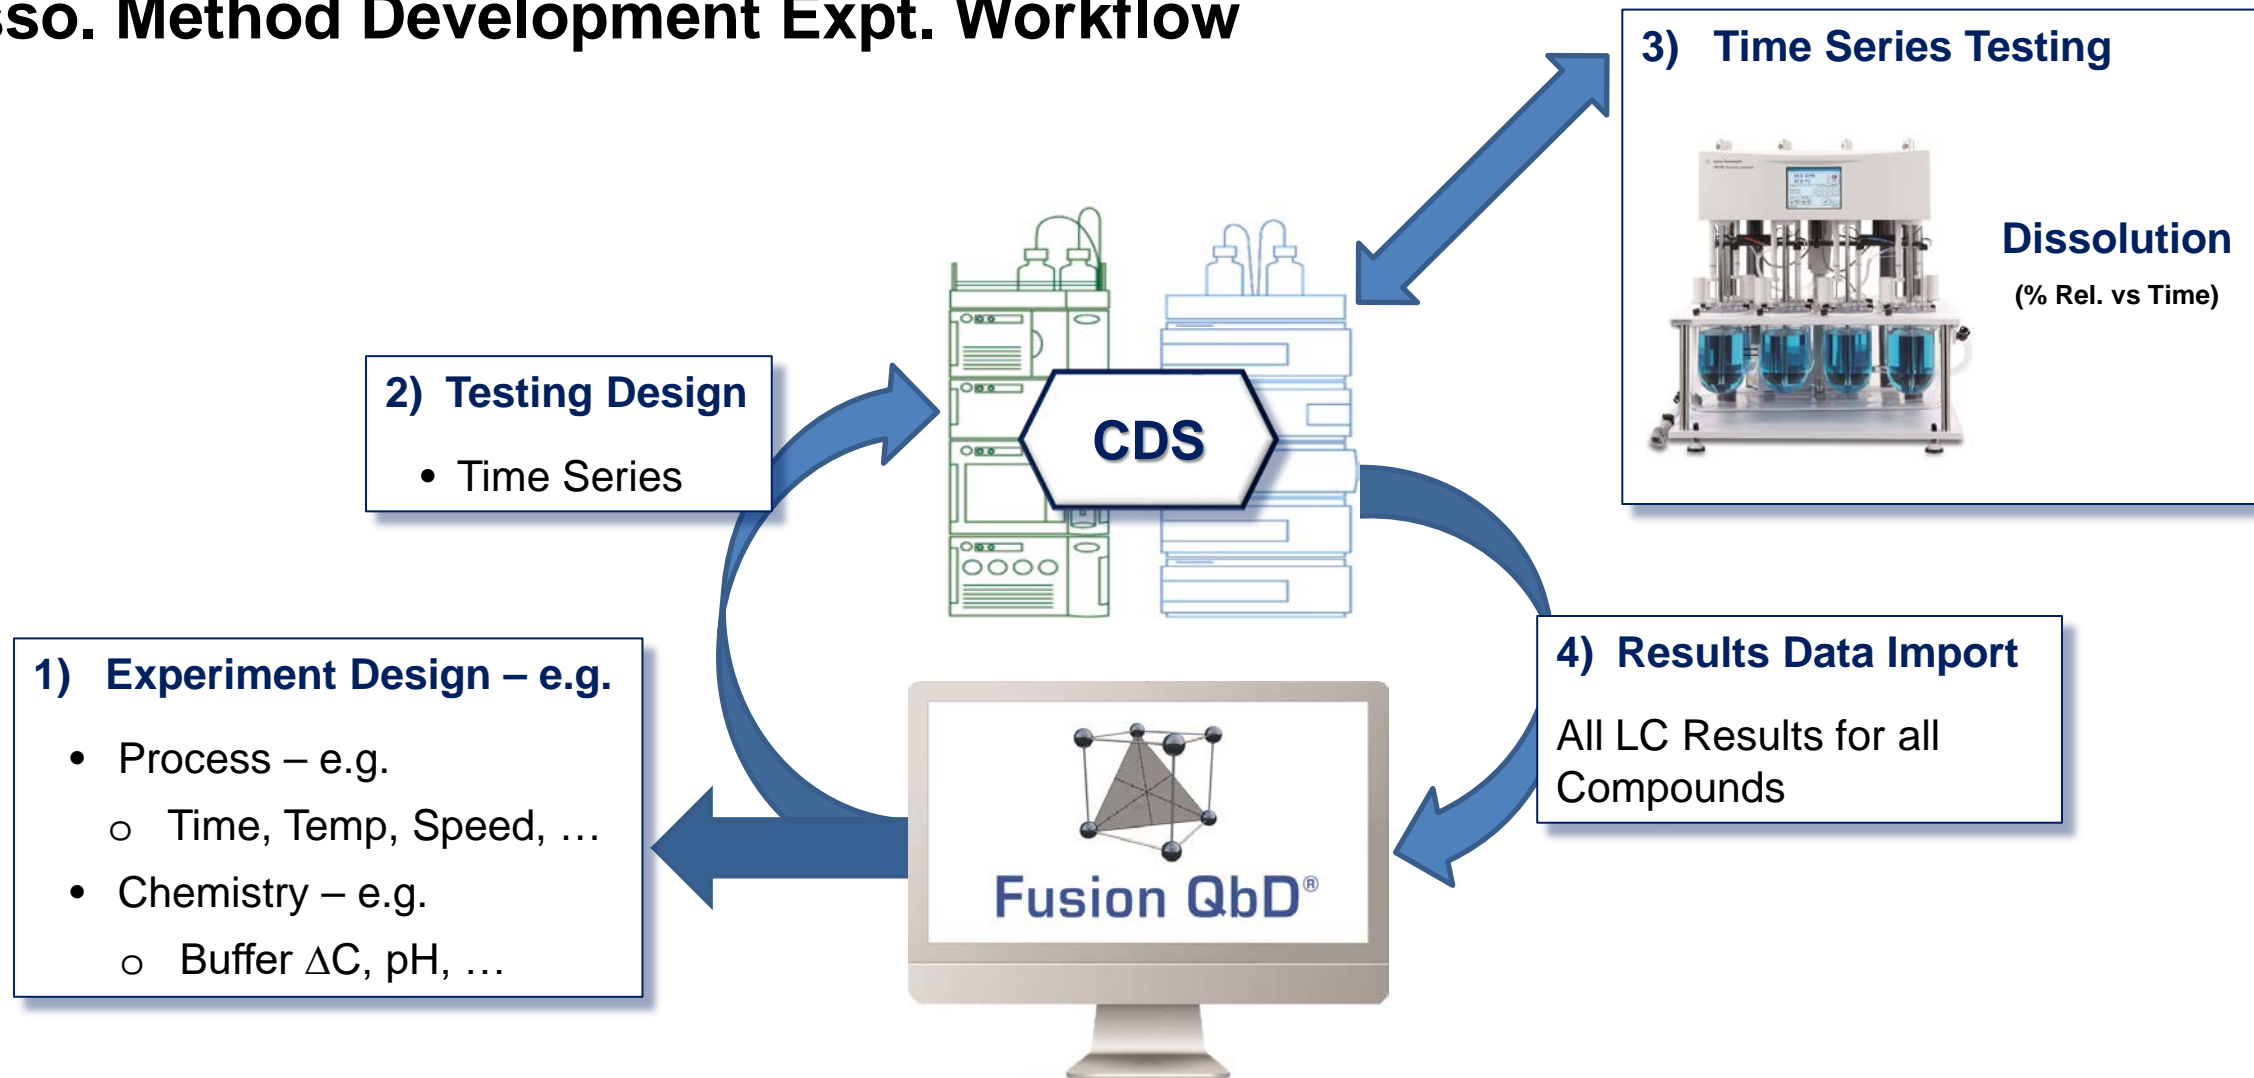 sso. Method Development Expt. Workflow
3) Time Series Testing
Dissolution
(% Rel. vs Time)
2) Testing Design
• Time Series
CDS
1) Experiment Design – e.g.
• Process – e.g.
o Time, Temp, Speed, …
• Chemistry – e.g.
o Buffer ΔC, pH, …
4) Results Data Import
All LC Results for all
Compounds
Fusion QbD®